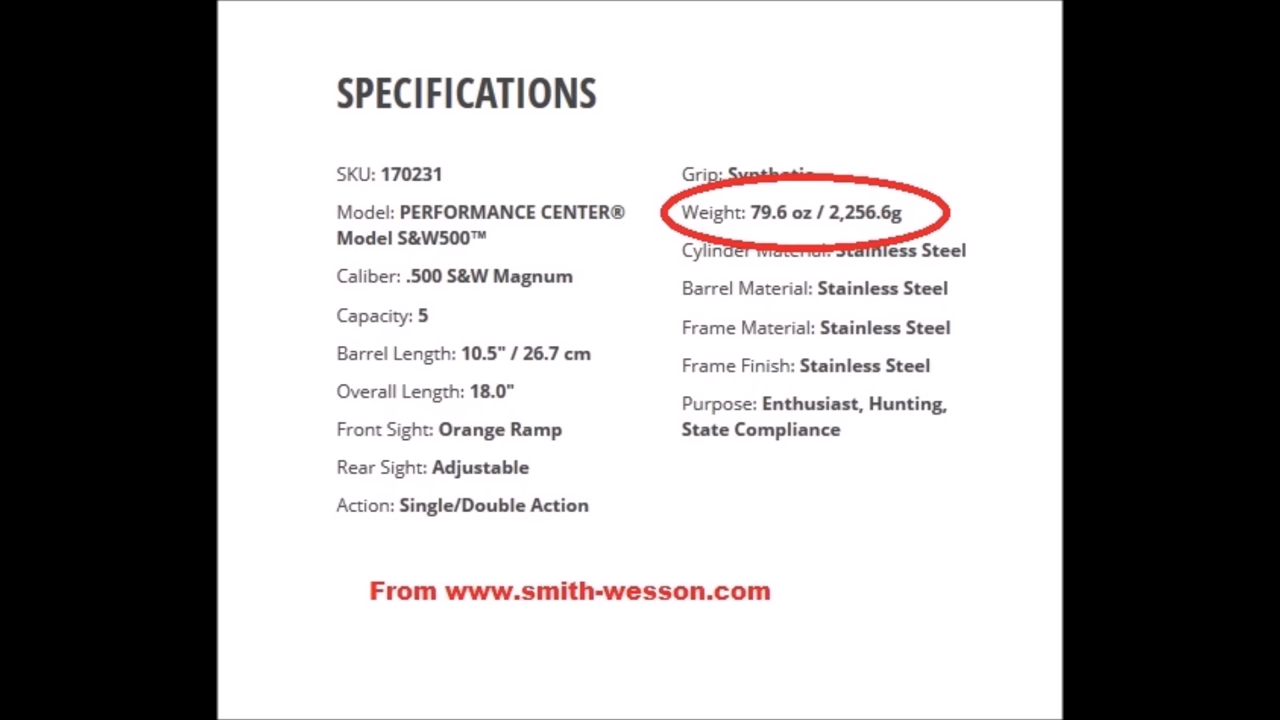 SPECIFICATIONS
SKU: 170231
Model: PERFORMANCE CENTER®
Model S&W500™
Caliber: .500 S&W Magnum
Capacity: 5
Barrel Length: 10.5" / 26.7 cm
Overall Length: 18.0"
Front Sight: Orange Ramp
Rear Sight: Adjustable
Action: Single/Double Action
Grip: Synthetic
Weight: 79.6 oz / 2,256.6g
Cylinder Material: Stainless Steel
Barrel Material: Stainless Steel
Frame Material: Stainless Steel
Frame Finish: Stainless Steel
Purpose: Enthusiast, Hunting,
State Compliance
From www.smith-wesson.com